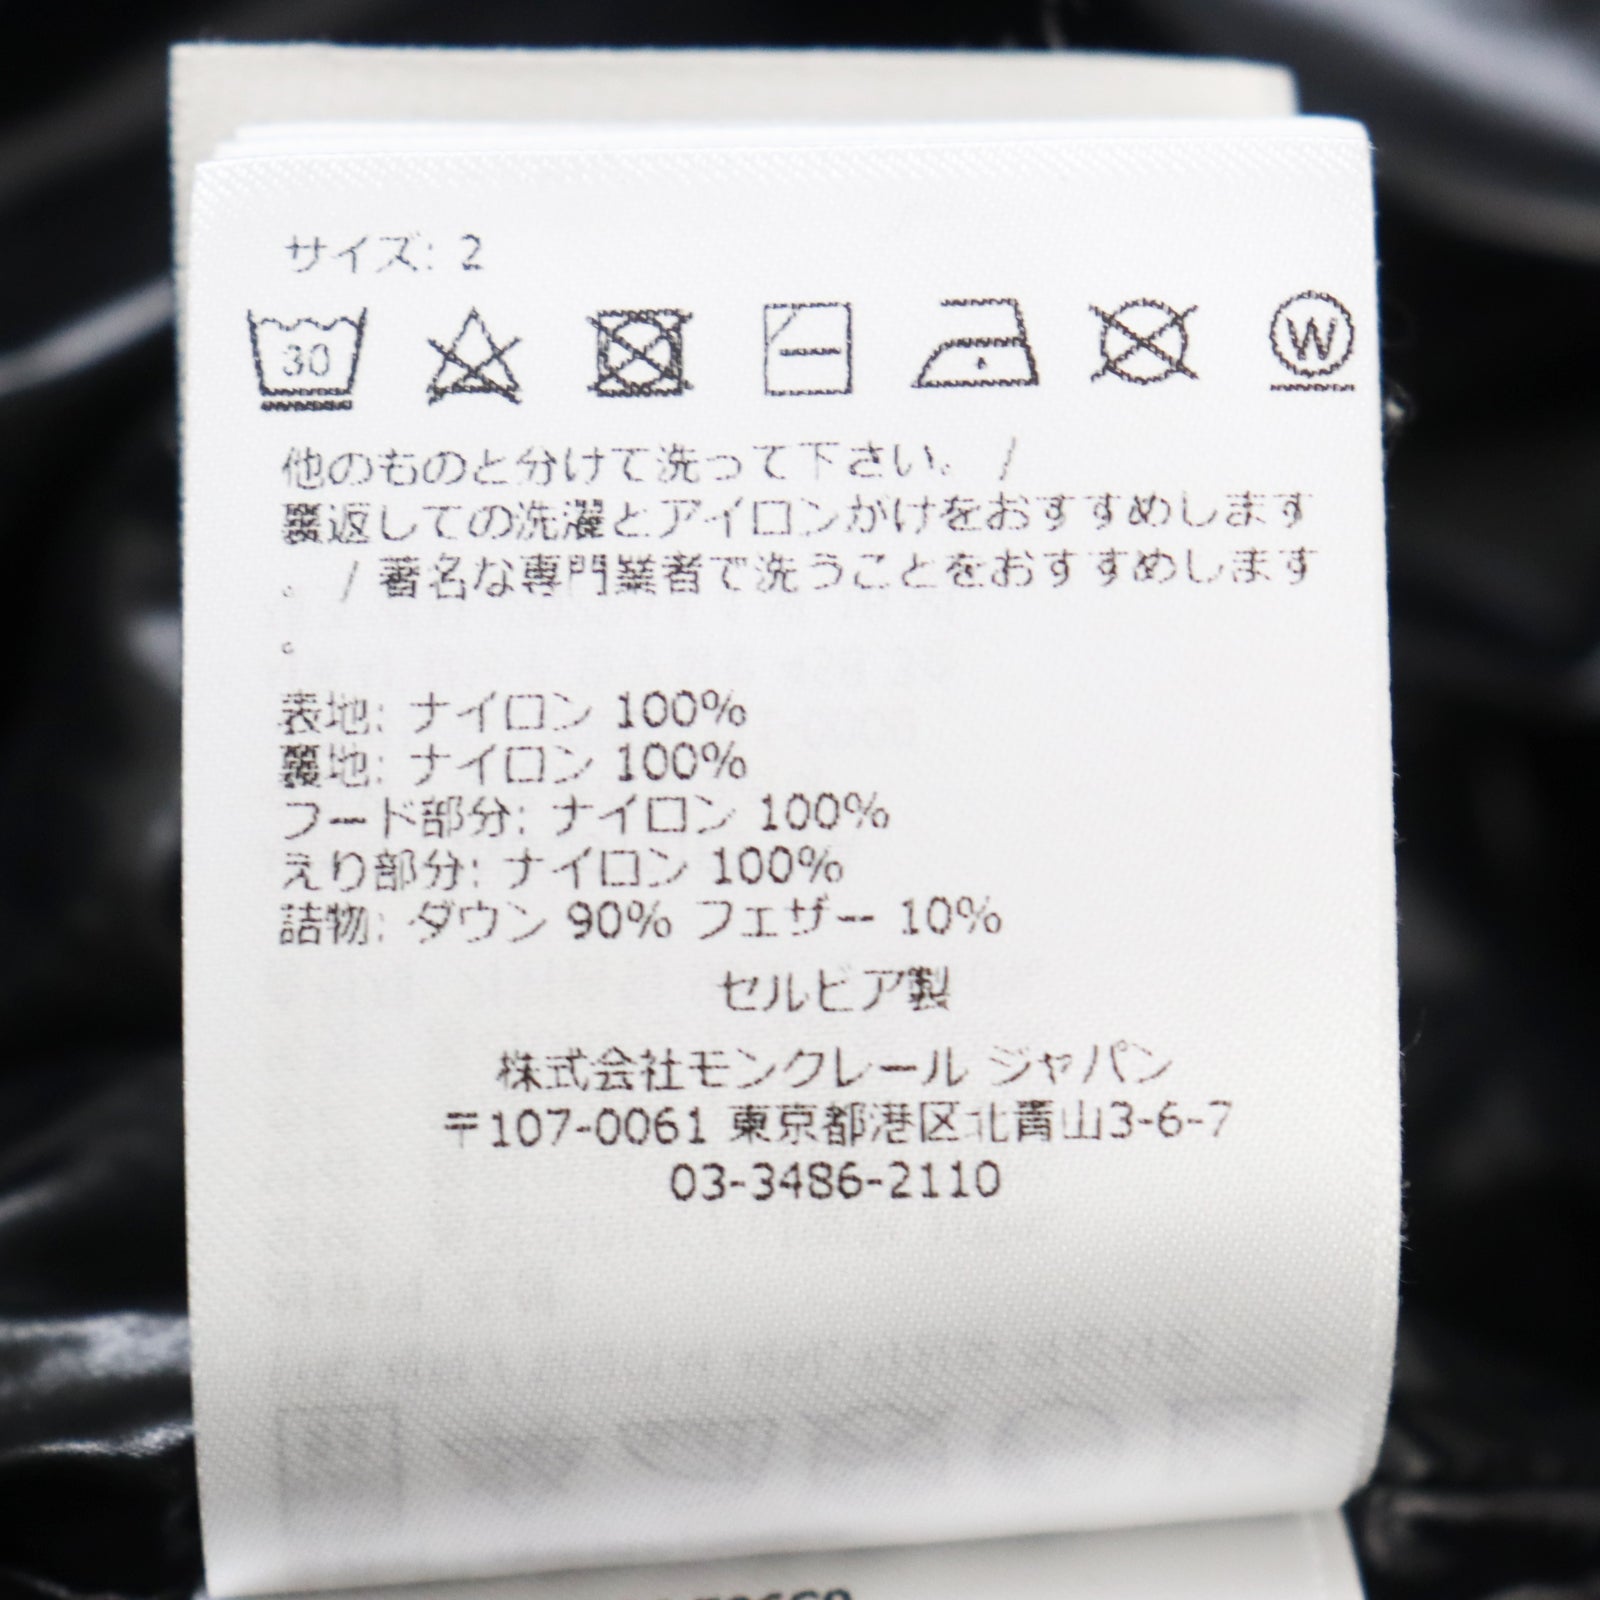 サイズ: 2
30
W
他のものと分けて洗って下さい。 /
裏返しての洗濯とアイロンがけをおすすめします
。 / 著名な専門業者で洗うことをおすすめします
。
表地: ナイロン 100%
裏地: ナイロン 100%
フード部分: ナイロン 100%
えり部分: ナイロン 100%
詰物: ダウン 90% フェザー 10%
セルビア製
株式会社モンクレール ジャパン
〒107-0061 東京都港区北青山3-6-7
03-3486-2110